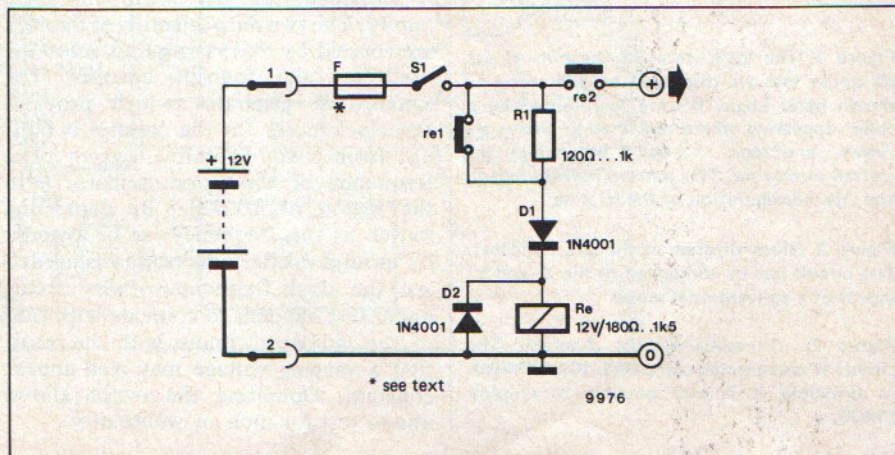 F
S1
1
*
re2
+
re1
R1
+
12V
120Ω...1k
D1
1N4001
D2
Re
1N4001
12V/180Ω..1k5
2
0
* see text
9976